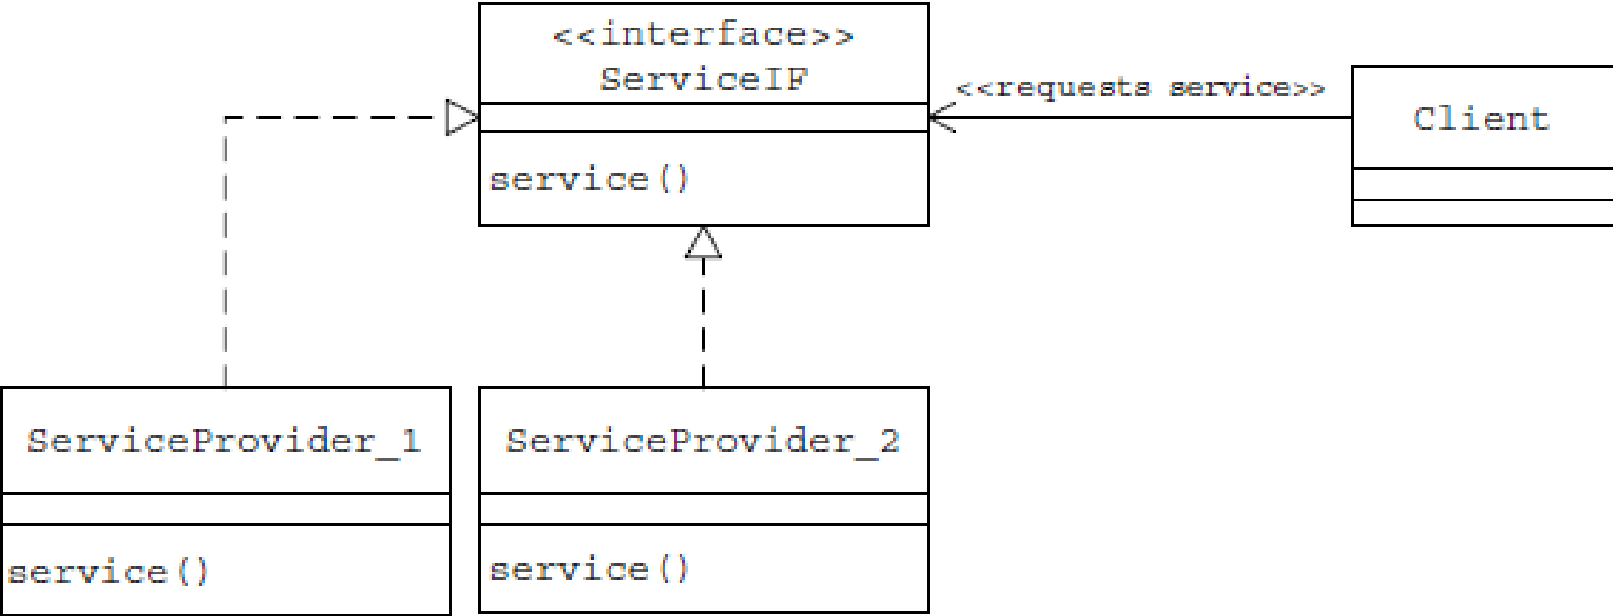 <<interface>>
ServiceIF
service()
<<requests service>>
Client
ServiceProvider_1
service()
ServiceProvider_2
service()